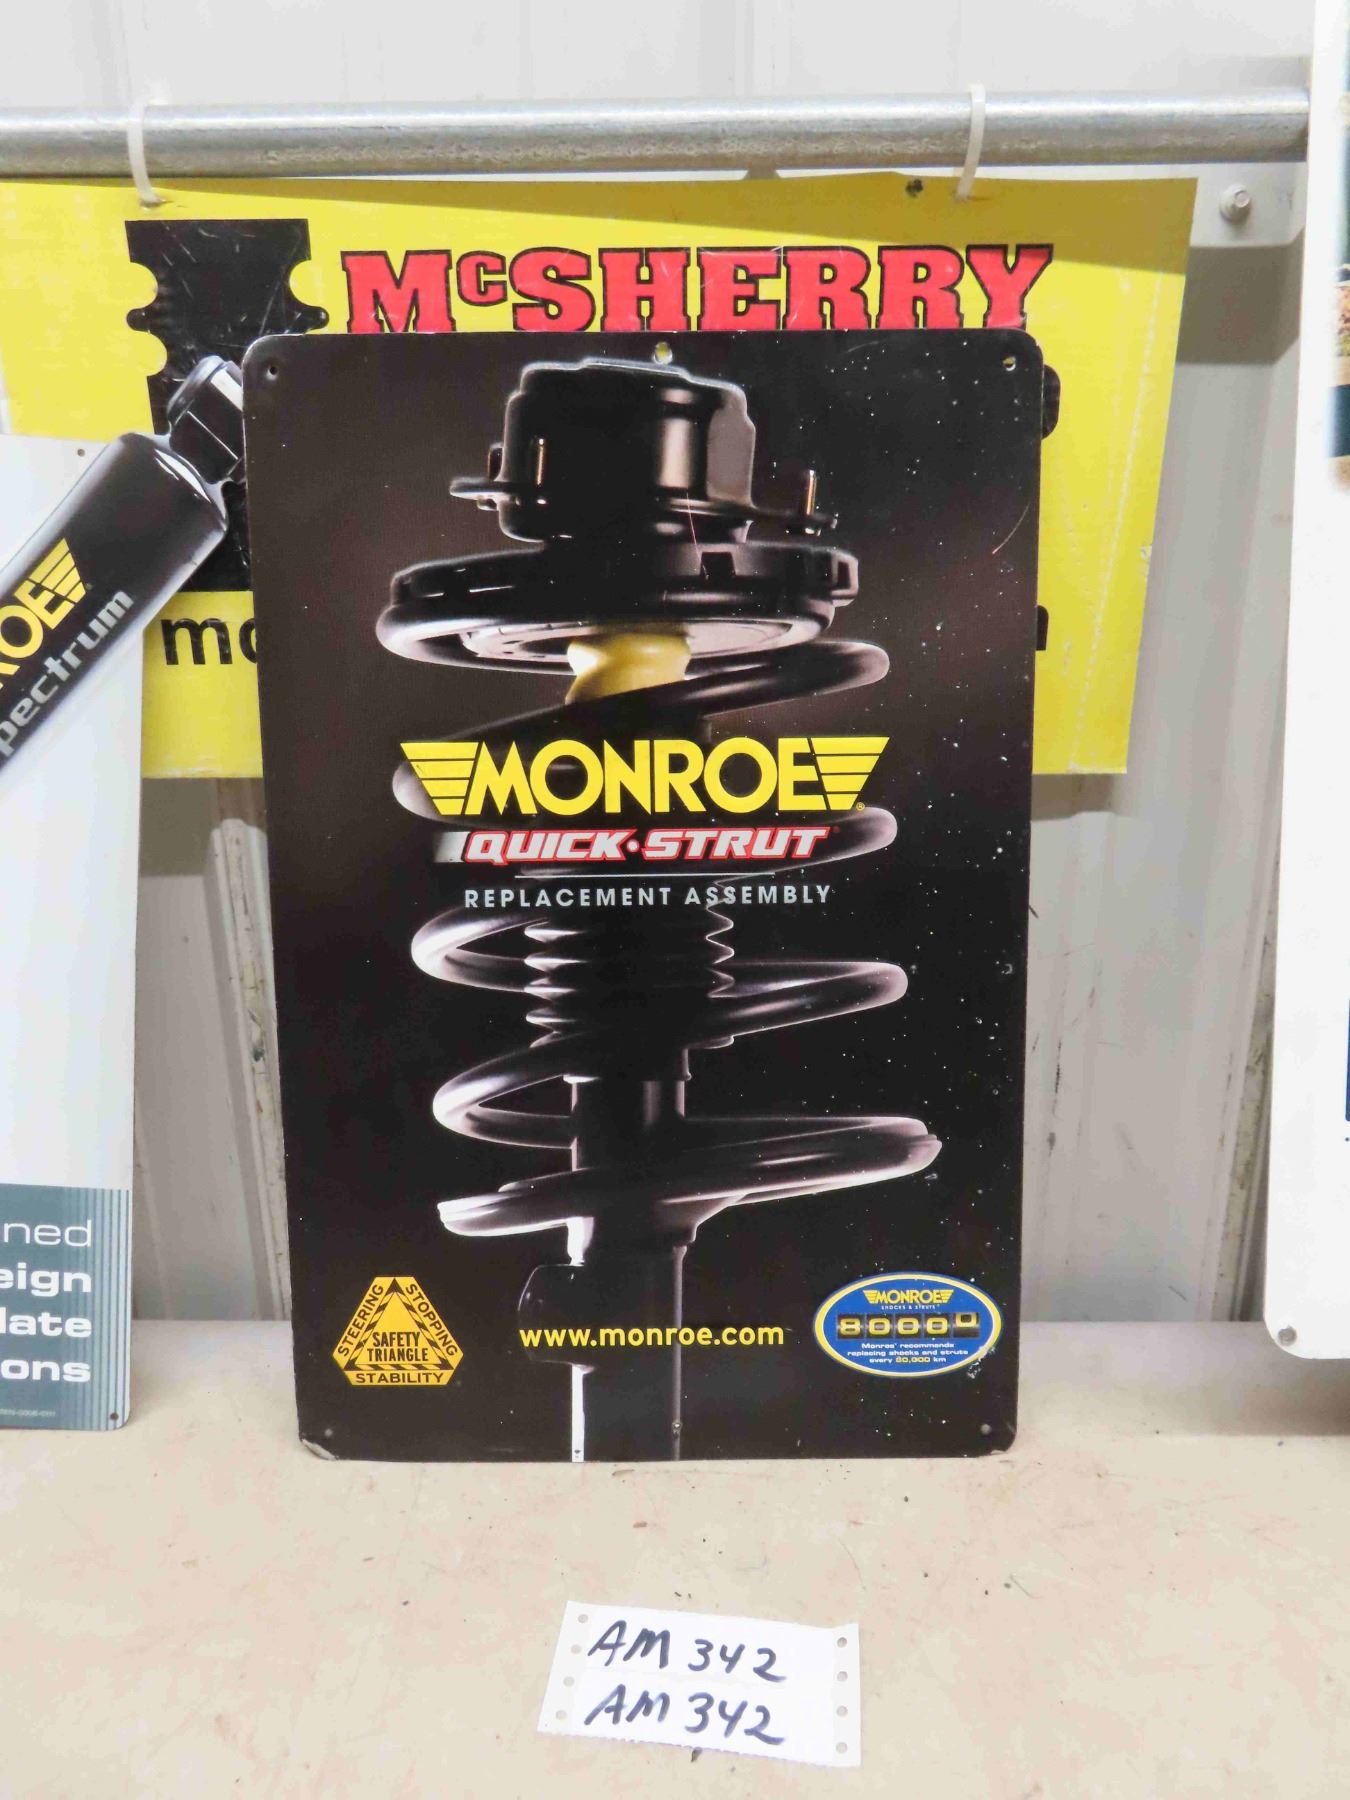 McSHERRY
MONROE
QUICK·STRUT
REPLACEMENT ASSEMBLY
STEERING
STOPPING
SAFETY
TRIANGLE
STABILITY
www.monroe.com
MONROE
SHOCKS & STRUTS
80000
Monroe® recommends
replacing shocks and struts
every 80,000 km
ROE
pectrum
ned
eign
late
ons
AM 342
AM 342